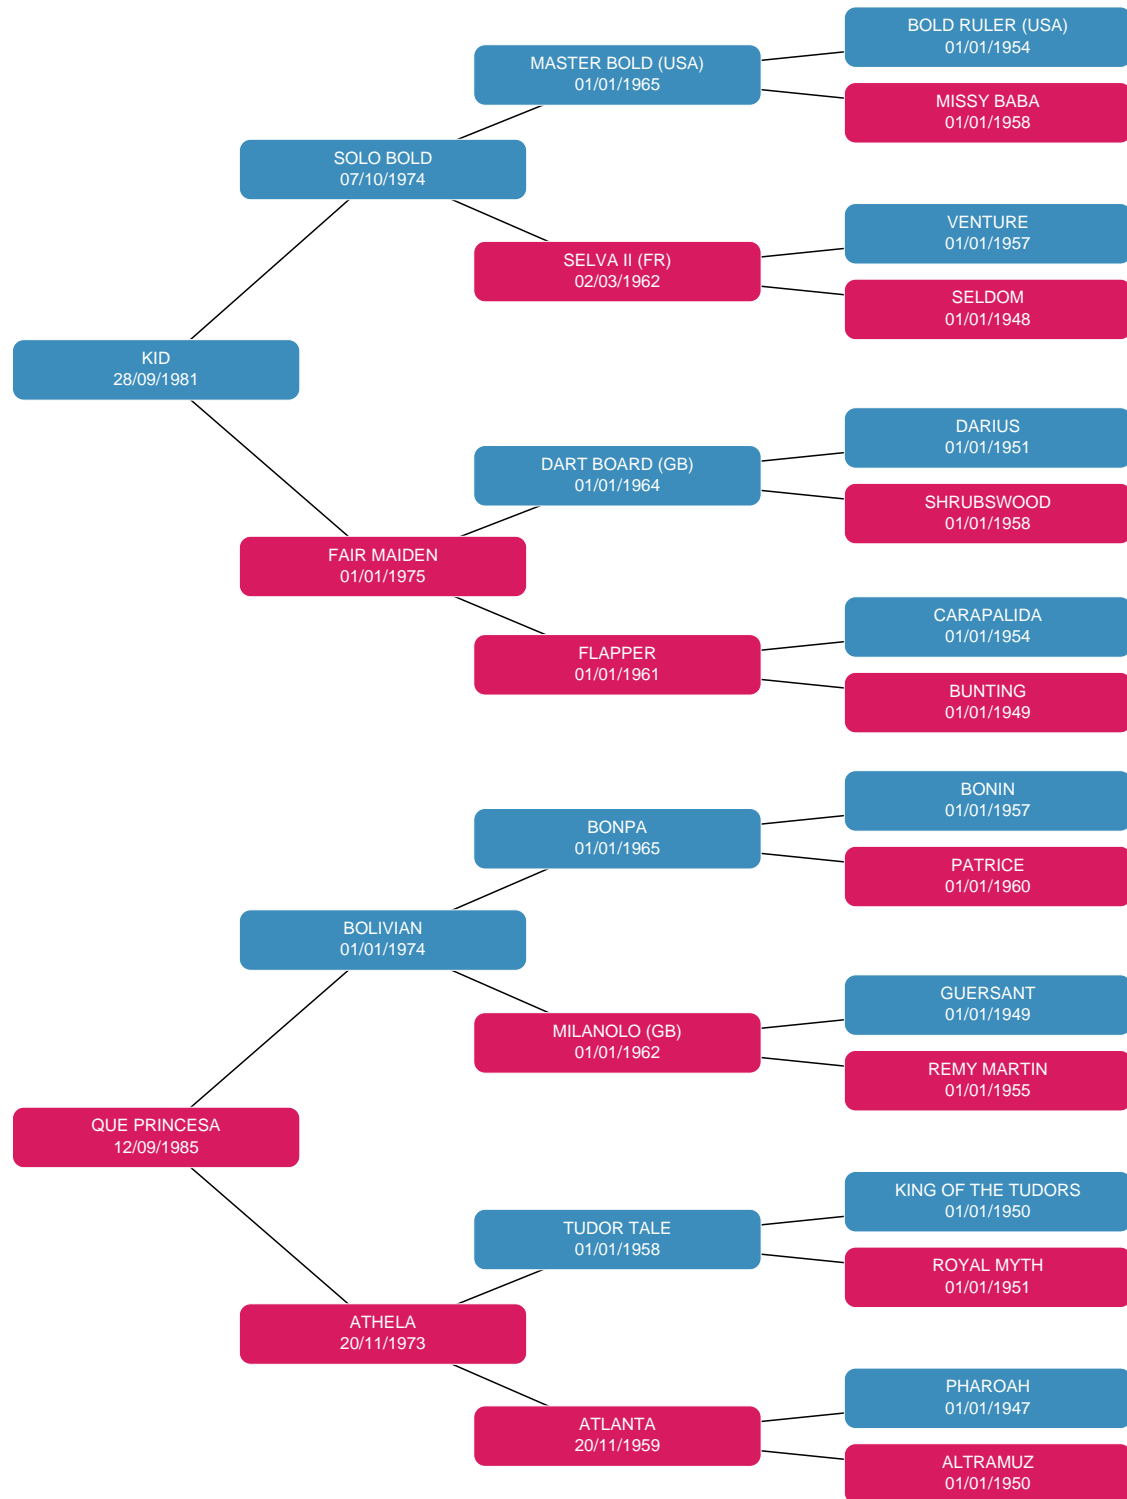 BOLD RULER (USA)
01/01/1954
MASTER BOLD (USA)
01/01/1965
MISSY BABA
01/01/1958
SOLO BOLD
07/10/1974
VENTURE
01/01/1957
SELVA II (FR)
02/03/1962
SELDOM
01/01/1948
KID
28/09/1981
DARIUS
01/01/1951
DART BOARD (GB)
01/01/1964
SHRUBSWOOD
01/01/1958
FAIR MAIDEN
01/01/1975
CARAPALIDA
01/01/1954
FLAPPER
01/01/1961
BUNTING
01/01/1949
BONIN
01/01/1957
BONPA
01/01/1965
PATRICE
01/01/1960
BOLIVIAN
01/01/1974
GUERSANT
01/01/1949
MILANOLO (GB)
01/01/1962
REMY MARTIN
01/01/1955
QUE PRINCESA
12/09/1985
KING OF THE TUDORS
01/01/1950
TUDOR TALE
01/01/1958
ROYAL MYTH
01/01/1951
ATHELA
20/11/1973
PHAROAH
01/01/1947
ATLANTA
20/11/1959
ALTRAMUZ
01/01/1950